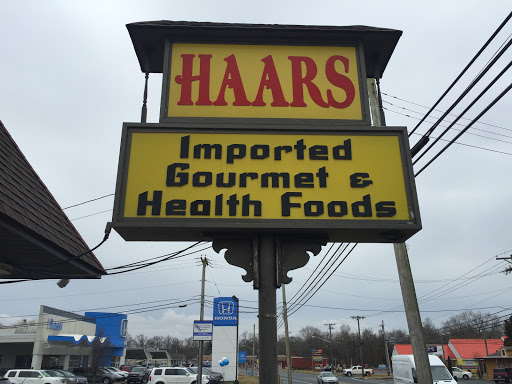 HAARS
Imported
Gourmet &
Health Foods
HONDA